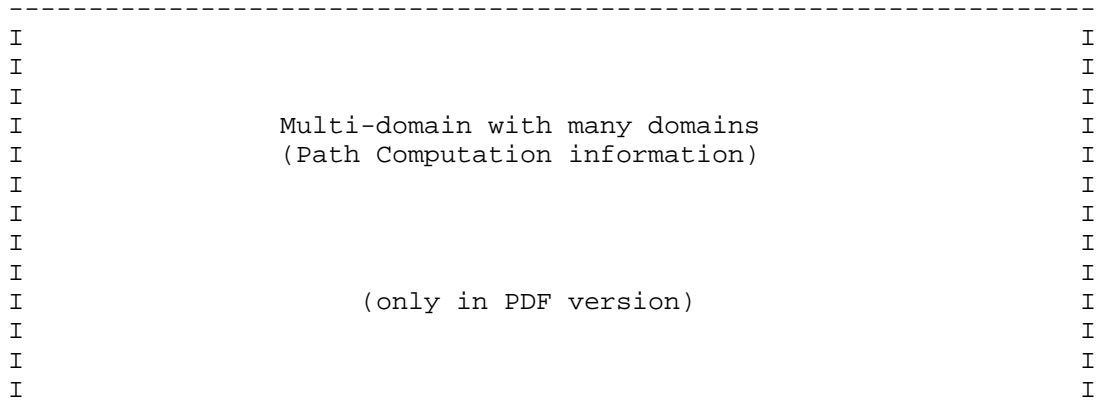 --------------------------------------------------------------------
I I
I I
I I
I Multi-domain with many domains I
I (Path Computation information) I
I I
I I
I I
I I
I (only in PDF version) I
I I
I I
I I